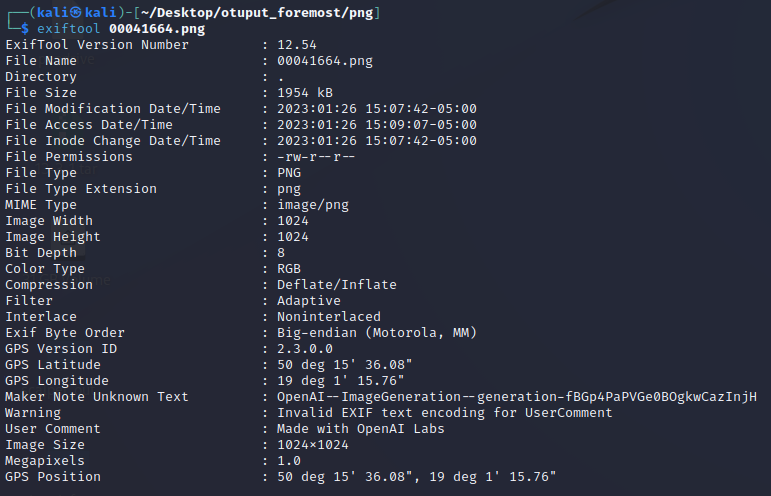 ┌──(kali㉿kali)-[~/Desktop/otuput_foremost/png]
└─$ exiftool 00041664.png
ExifTool Version Number : 12.54
File Name : 00041664.png
Directory : .
File Size : 1954 kB
File Modification Date/Time : 2023:01:26 15:07:42-05:00
File Access Date/Time : 2023:01:26 15:09:07-05:00
File Inode Change Date/Time : 2023:01:26 15:07:42-05:00
File Permissions : -rw-r--r--
File Type : PNG
File Type Extension : png
MIME Type : image/png
Image Width : 1024
Image Height : 1024
Bit Depth : 8
Color Type : RGB
Compression : Deflate/Inflate
Filter : Adaptive
Interlace : Noninterlaced
Exif Byte Order : Big-endian (Motorola, MM)
GPS Version ID : 2.3.0.0
GPS Latitude : 50 deg 15' 36.08"
GPS Longitude : 19 deg 1' 15.76"
Maker Note Unknown Text : OpenAI--ImageGeneration--generation-fBGp4PaPVGe0BOgkwCazInjH
Warning : Invalid EXIF text encoding for UserComment
User Comment : Made with OpenAI Labs
Image Size : 1024×1024
Megapixels : 1.0
GPS Position : 50 deg 15' 36.08", 19 deg 1' 15.76"